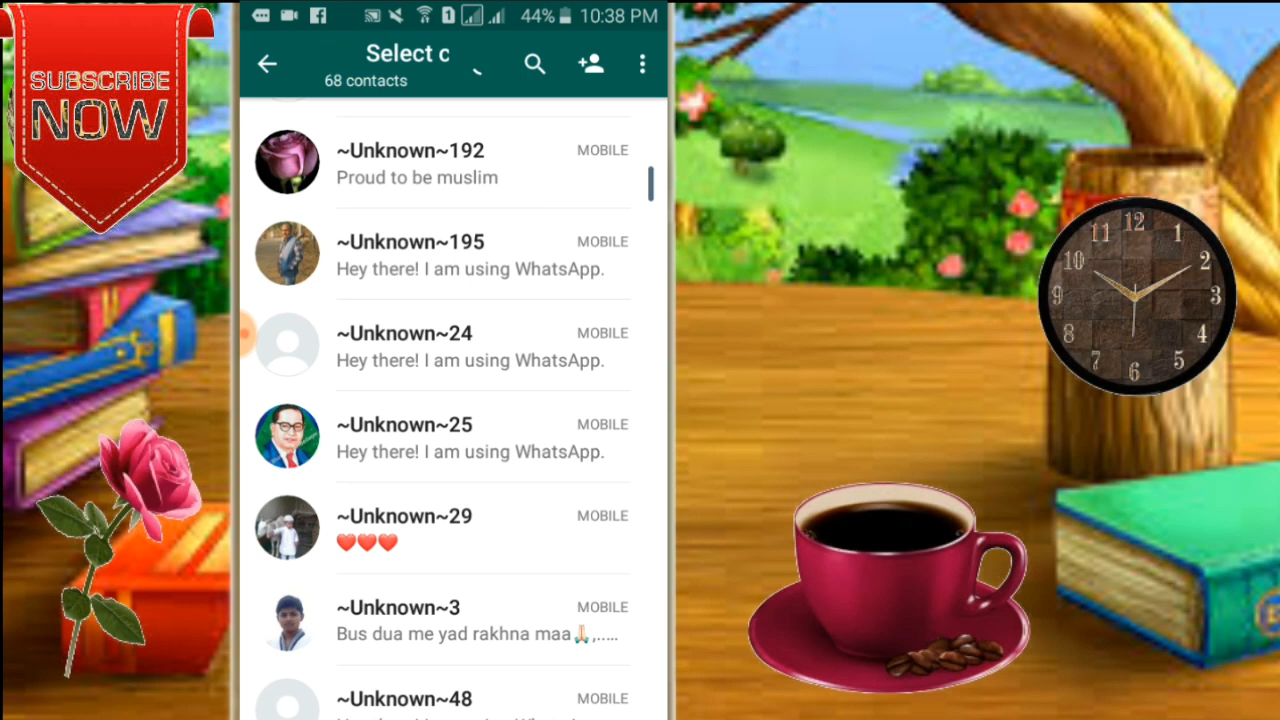 SUBSCRIBE
NOW
1 44% 10:38 PM
Select c
68 contacts
~Unknown~192 MOBILE
Proud to be muslim
~Unknown~195 MOBILE
Hey there! I am using WhatsApp.
~Unknown~24 MOBILE
Hey there! I am using WhatsApp.
~Unknown~25 MOBILE
Hey there! I am using WhatsApp.
~Unknown~29 MOBILE
❤️❤️❤️
~Unknown~3 MOBILE
Bus dua me yad rakhna maa🙏🏻,.....
~Unknown~48 MOBILE
12
1
2
3
4
5
6
7
8
9
10
11